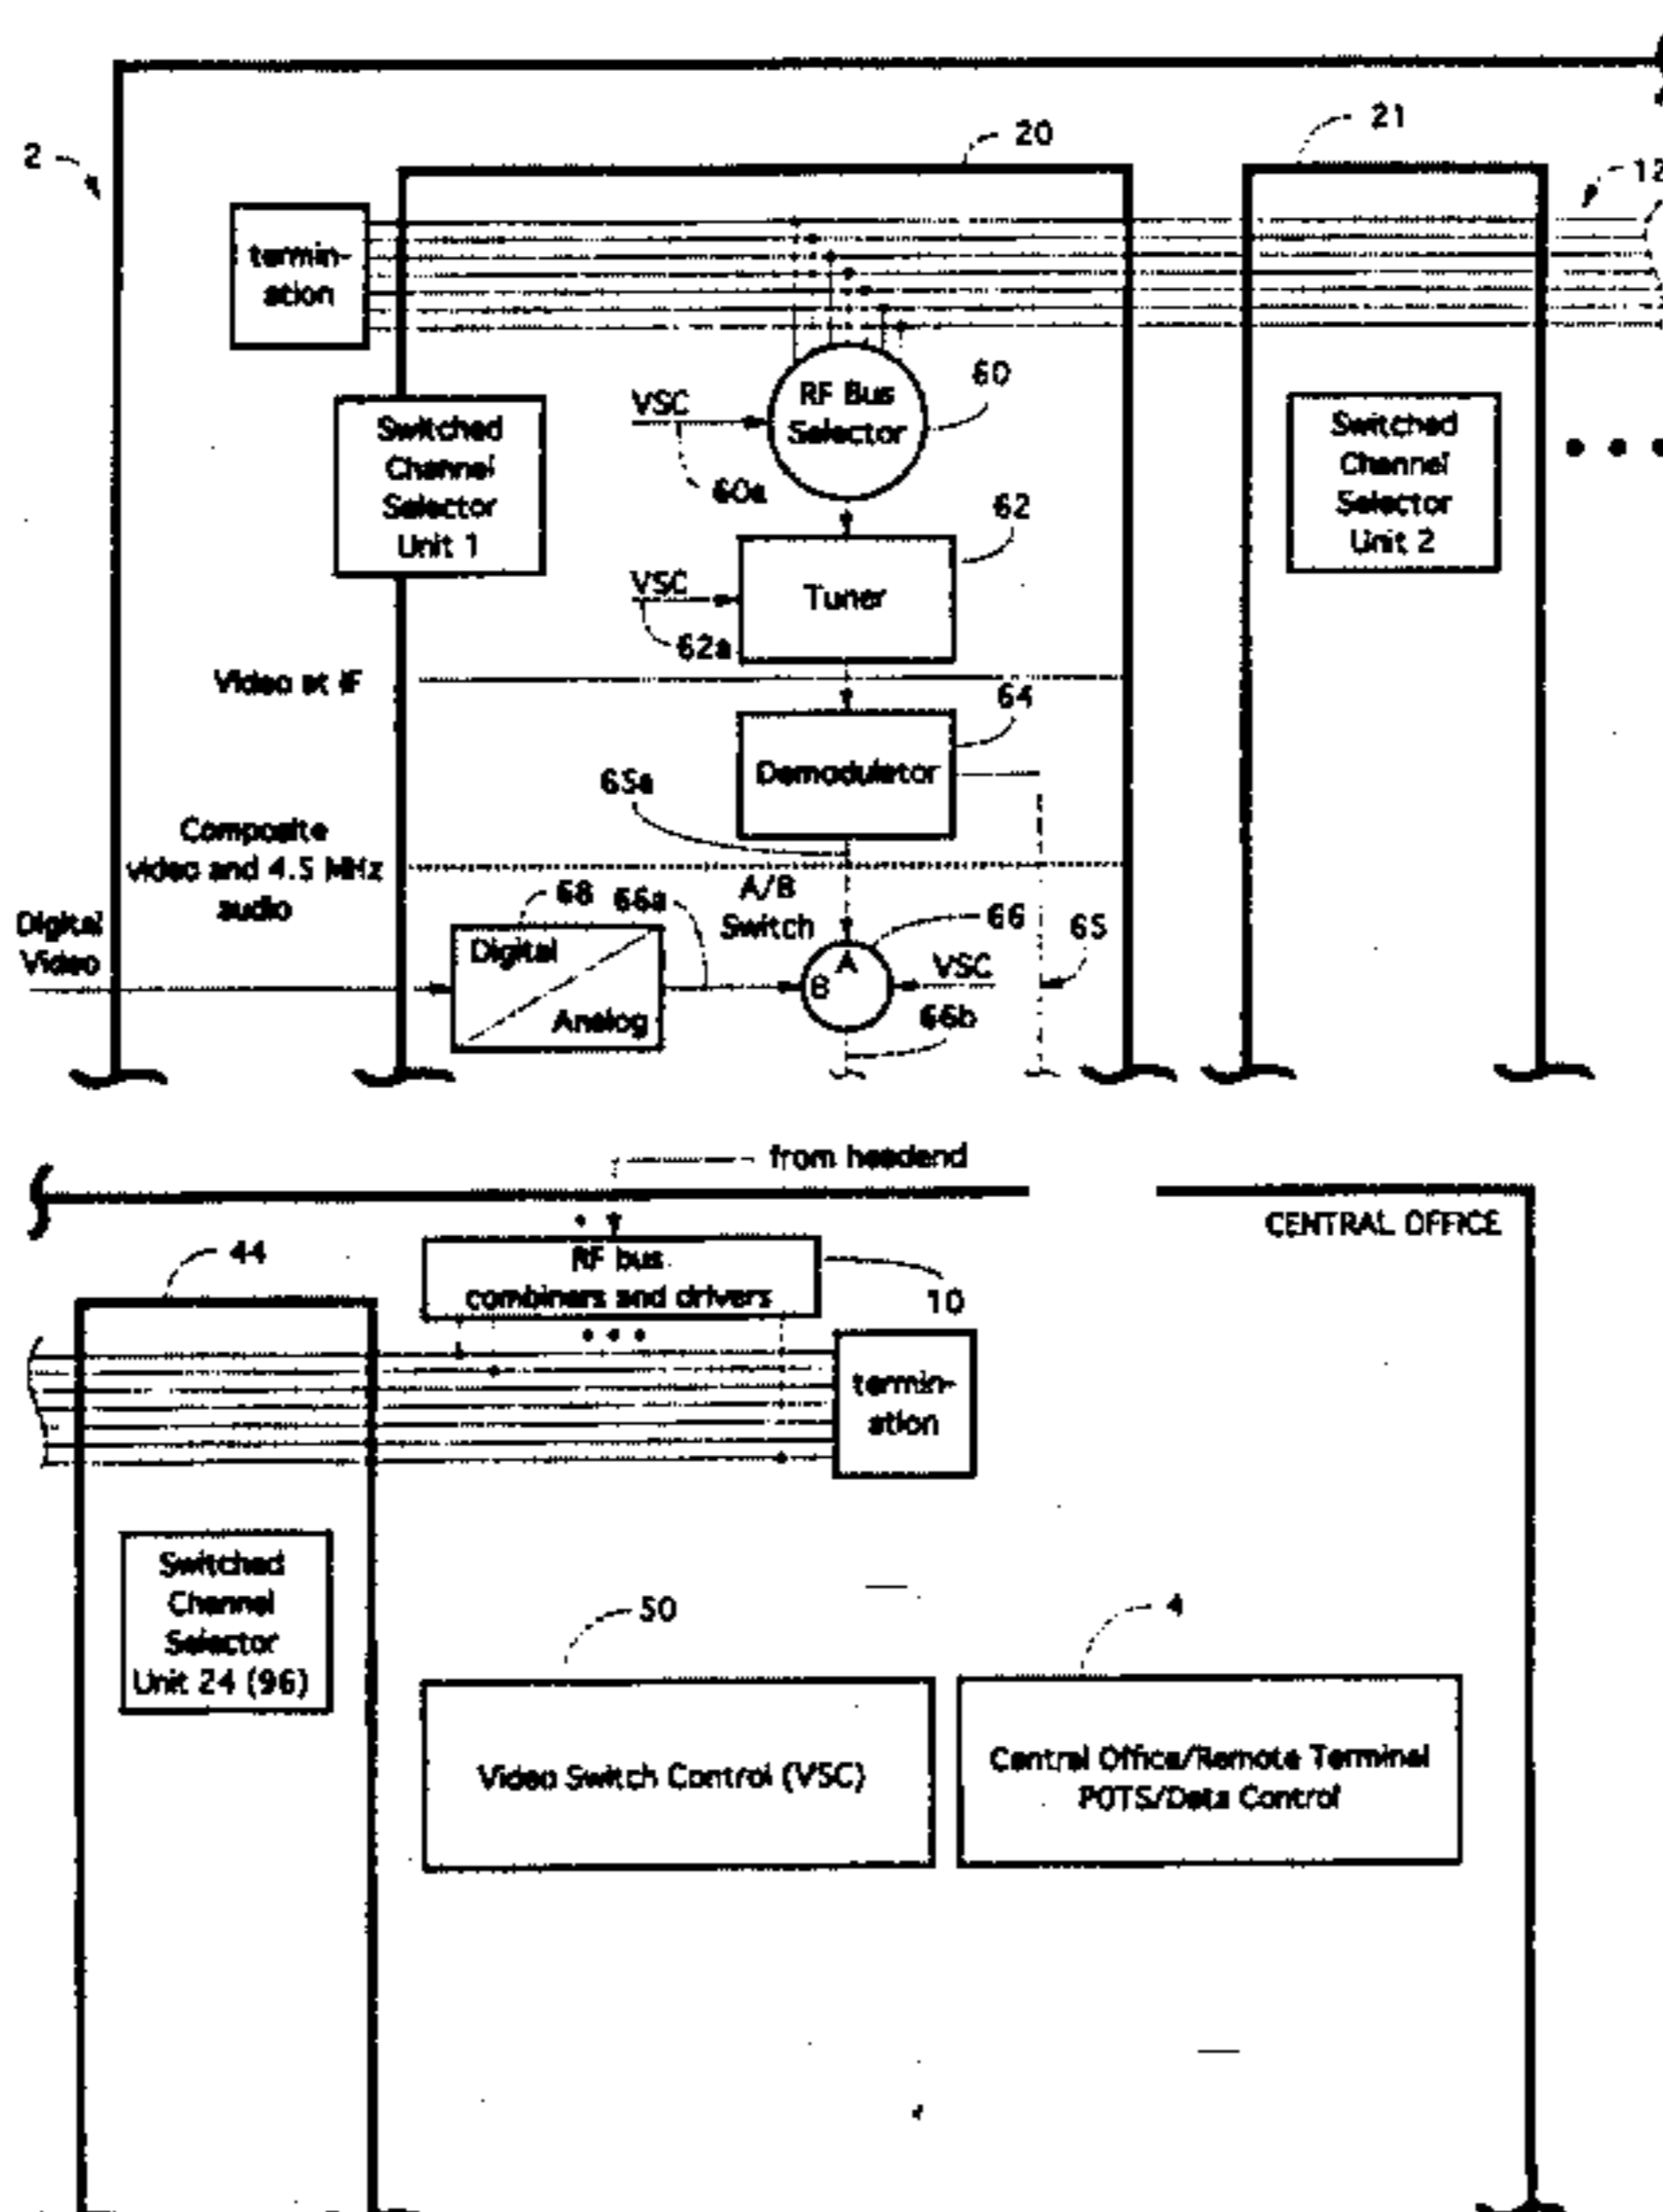 2
20
21
12
termin-
ation
RF Bus
Selector
60
VSC
60a
Switched
Channel
Selector
Unit 1
Switched
Channel
Selector
Unit 2
62
VSC
Tuner
62a
Video at IF
64
Demodulator
65a
Composite
video and 4.5 MHz
audio
A/B
Switch
68
66a
66
65
Digital
Video
Digital
Analog
A
B
VSC
66b
from headend
CENTRAL OFFICE
44
RF bus
combiners and drivers
10
termin-
ation
Switched
Channel
Selector
Unit 24 (96)
50
4
Video Switch Control (VSC)
Central Office/Remote Terminal
POTS/Data Control